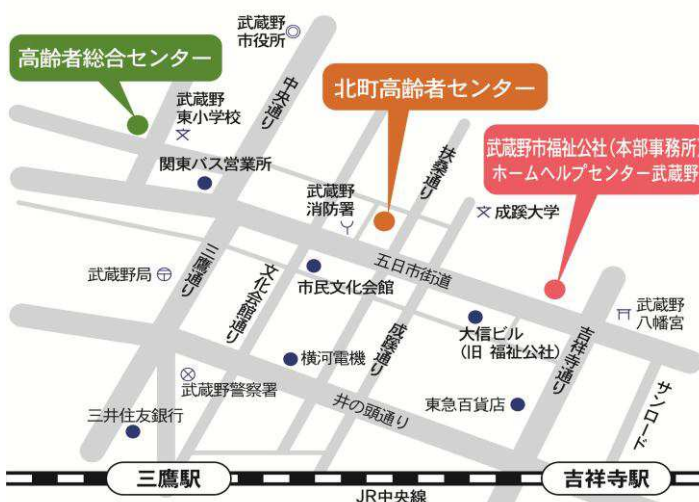 武蔵野
市役所
高齢者総合センター
中央通り
北町高齢者センター
武蔵野
東小学校
関東バス営業所
武蔵野
消防署
扶桑通り
武蔵野市福祉公社（本部事務所）
ホームヘルプセンター武蔵野
成蹊大学
五日市街道
三鷹通り
武蔵野局
文化会館通り
市民文化会館
成蹊通り
大信ビル
（旧 福祉公社）
吉祥寺通り
武蔵野
八幡宮
横河電機
武蔵野警察署
井の頭通り
東急百貨店
サンロード
三井住友銀行
三鷹駅
吉祥寺駅
JR中央線